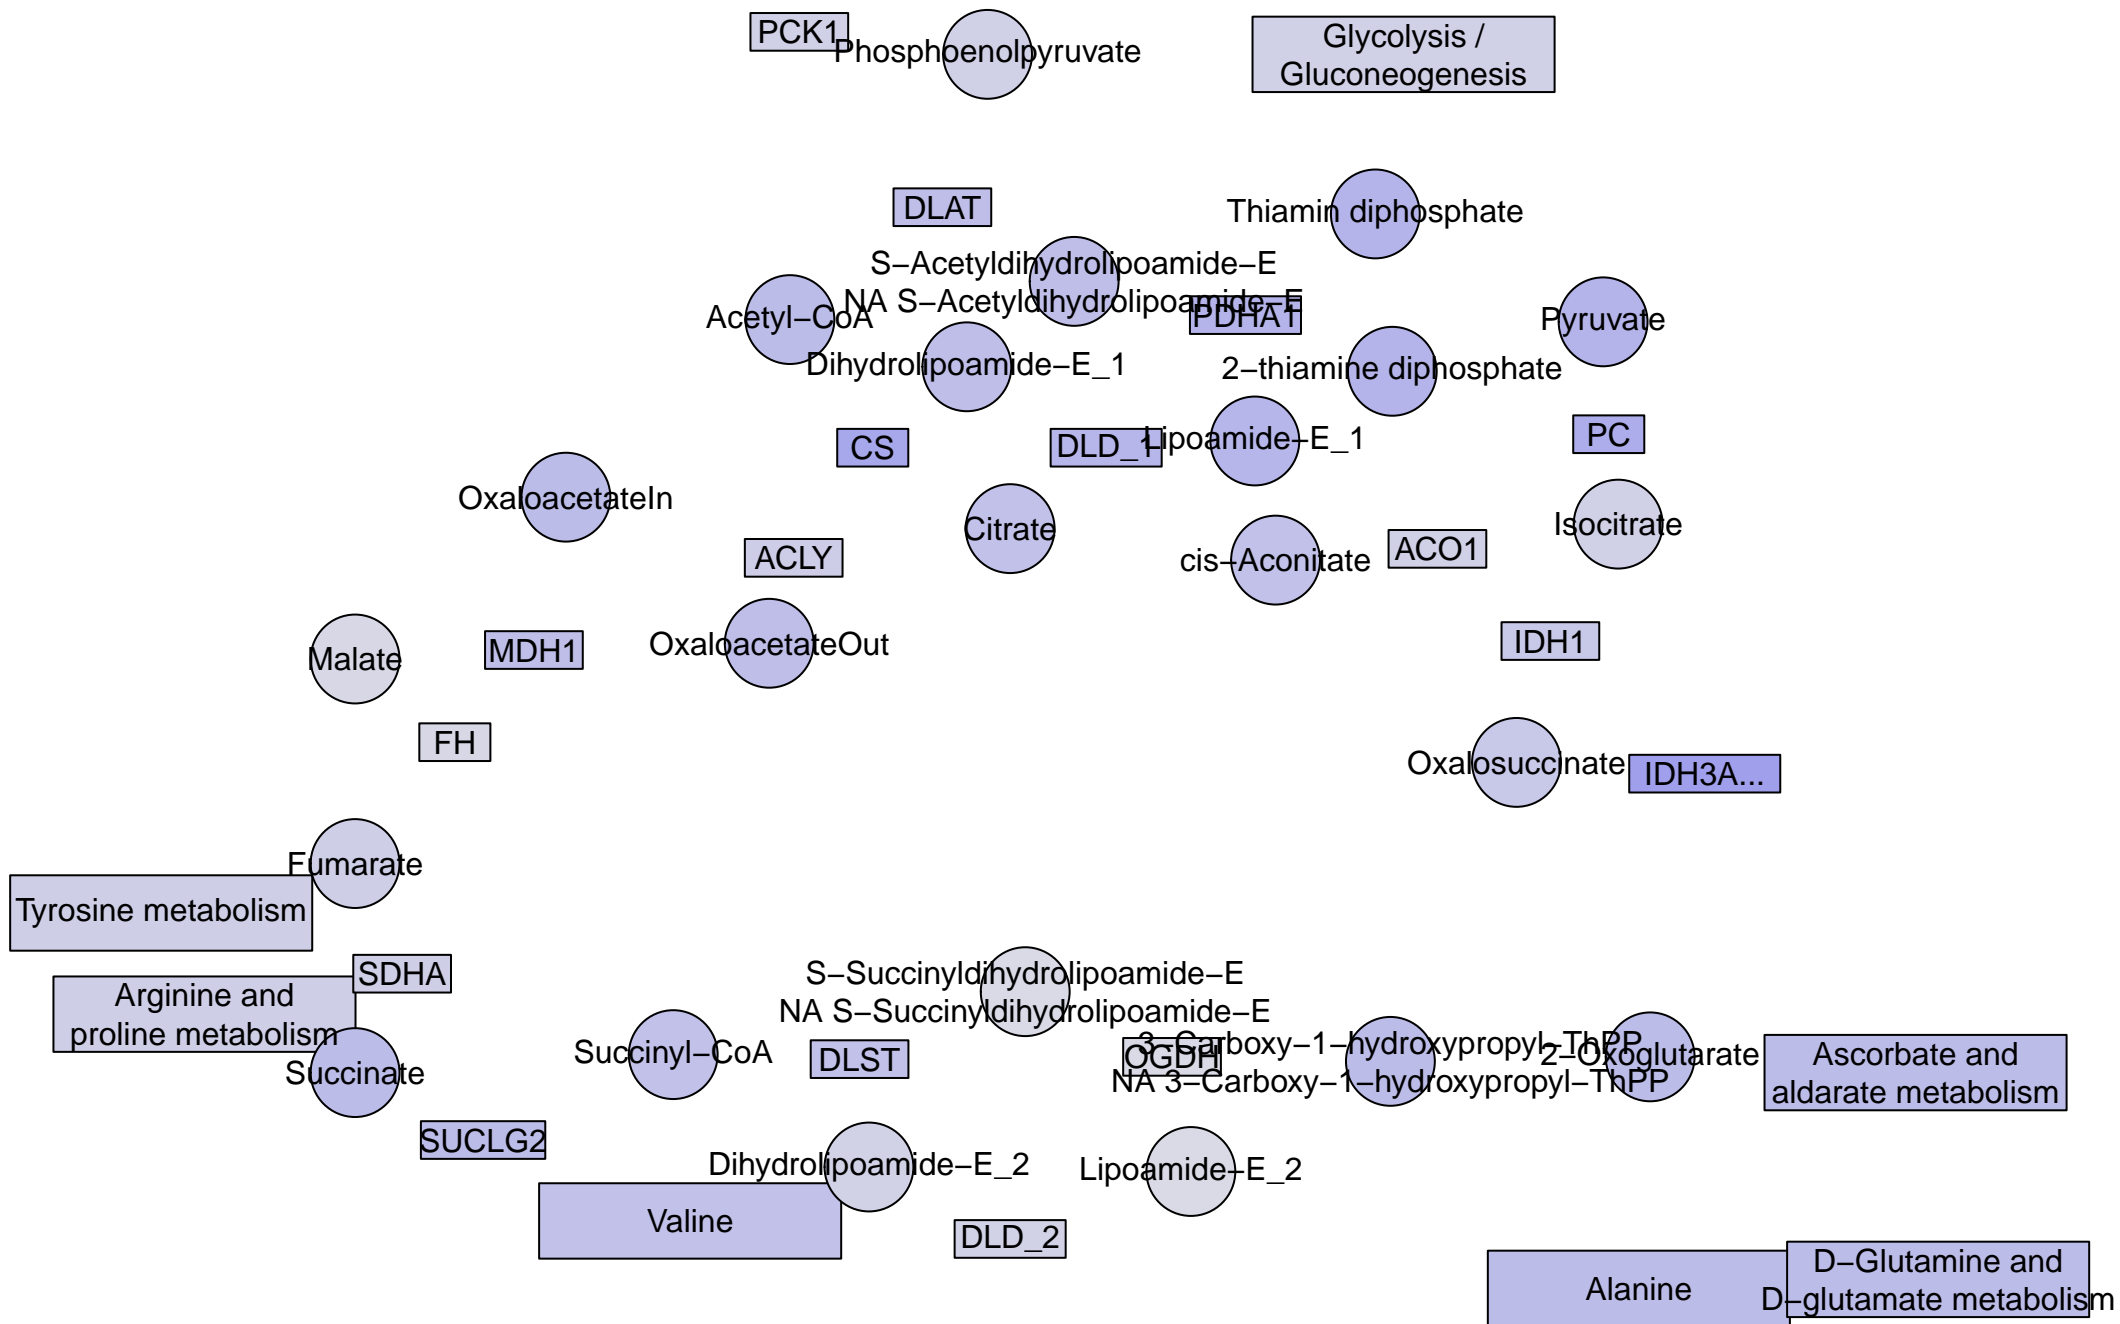 PCK1
Phosphoenolpyruvate
Glycolysis /
Gluconeogenesis
DLAT
Thiamin diphosphate
S−Acetyldihydrolipoamide−E
NA S−Acetyldihydrolipoamide−E
PDHA1
Acetyl−CoA
Pyruvate
Dihydrolipoamide−E_1
2−thiamine diphosphate
CS
DLD_1
Lipoamide−E_1
PC
OxaloacetateIn
Citrate
Isocitrate
ACLY
cis−Aconitate
ACO1
Malate
MDH1
OxaloacetateOut
IDH1
FH
Oxalosuccinate
IDH3A...
Fumarate
Tyrosine metabolism
SDHA
Arginine and
proline metabolism
S−Succinyldihydrolipoamide−E
NA S−Succinyldihydrolipoamide−E
Succinate
Succinyl−CoA
DLST
OGDH
3−Carboxy−1−hydroxypropyl−ThPP
NA 3−Carboxy−1−hydroxypropyl−ThPP
2−Oxoglutarate
Ascorbate and
aldarate metabolism
SUCLG2
Dihydrolipoamide−E_2
Lipoamide−E_2
Valine
DLD_2
Alanine
D−Glutamine and
D−glutamate metabolism